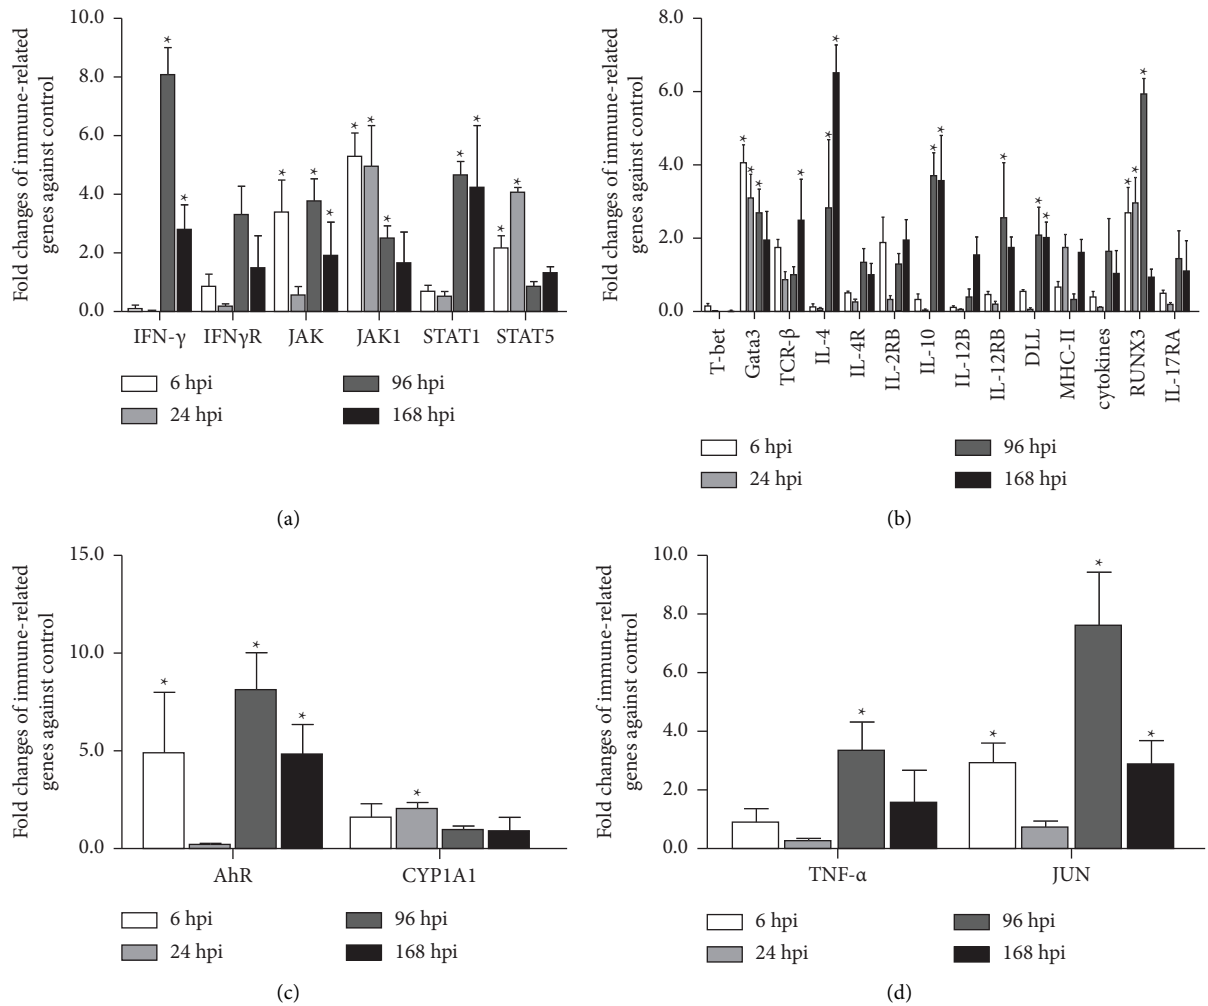 Fold changes of immune-related
genes against control
10.0
8.0
6.0
4.0
2.0
0.0
* * * * * * * * * * * *
IFN-γ IFNγR JAK JAK1 STAT1 STAT5
6 hpi
24 hpi
96 hpi
168 hpi
(a)
Fold changes of immune-related
genes against control
8.0
6.0
4.0
2.0
0.0
* * * * * * * * * * * * * *
T-bet
Gata3
TCR-β
IL-4
IL-4R
IL-2RB
IL-10
IL-12B
IL-12RB
DLL
MHC-II
cytokines
RUNX3
IL-17RA
6 hpi
24 hpi
96 hpi
168 hpi
(b)
Fold changes of immune-related
genes against control
15.0
10.0
5.0
0.0
* * * *
AhR CYP1A1
6 hpi
24 hpi
96 hpi
168 hpi
(c)
Fold changes of immune-related
genes against control
10.0
8.0
6.0
4.0
2.0
0.0
* * * *
TNF-α JUN
6 hpi
24 hpi
96 hpi
168 hpi
(d)